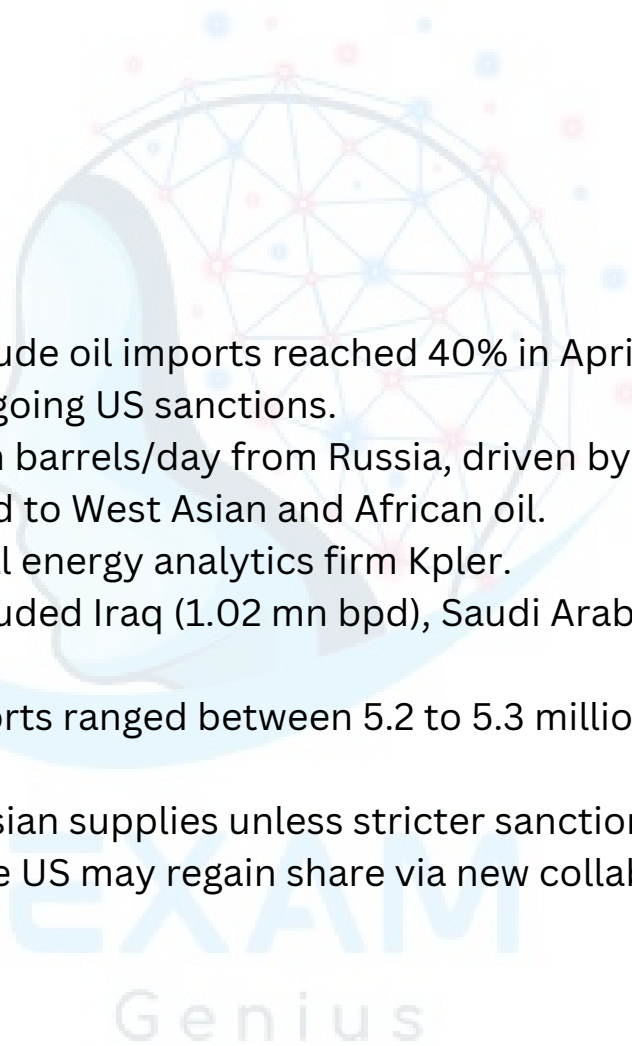 ude oil imports reached 40% in Apri
going US sanctions.
barrels/day from Russia, driven by
d to West Asian and African oil.
l energy analytics firm Kpler.
uded Iraq (1.02 mn bpd), Saudi Arab
orts ranged between 5.2 to 5.3 millio
sian supplies unless stricter sanction
e US may regain share via new collab
EXAM
Genius